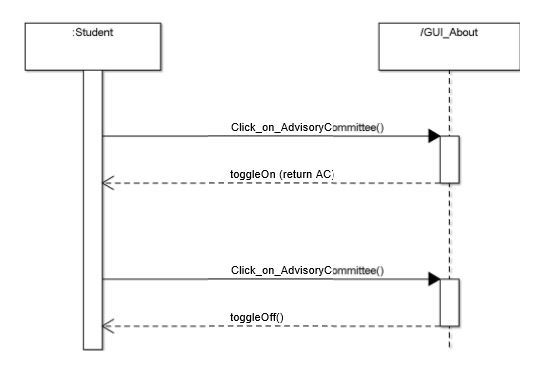 :Student
/GUI_About
Click_on_AdvisoryCommittee()
toggleOn (return AC)
Click_on_AdvisoryCommittee()
toggleOff()